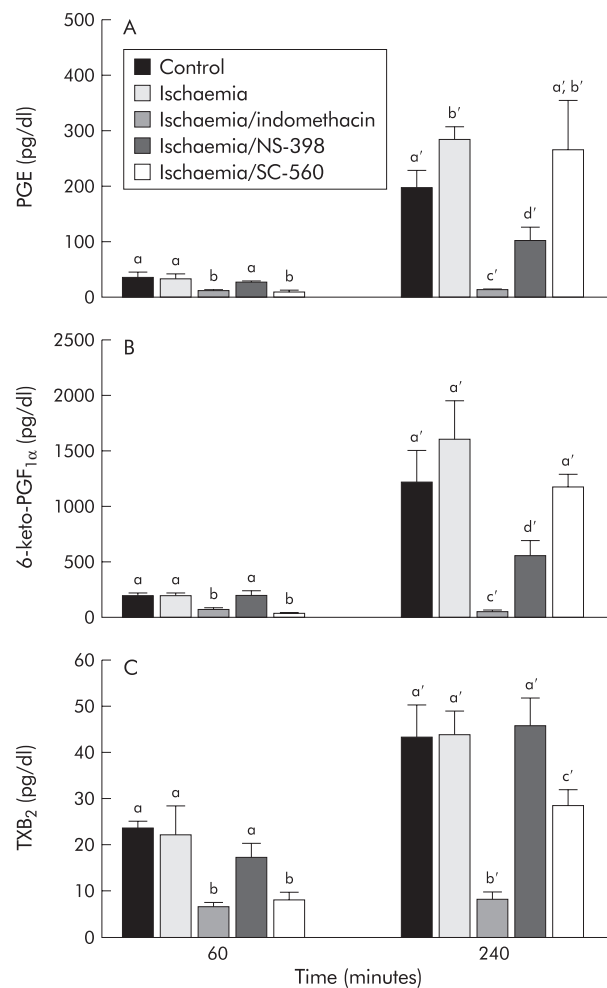 A
PGE (pg/dl)
500
400
300
200
100
0
Control
Ischaemia
Ischaemia/indomethacin
Ischaemia/NS-398
Ischaemia/SC-560
a a b a b
a′ b′ c′ d′ a′, b′
B
6-keto-PGF1α (pg/dl)
2500
2000
1500
1000
500
0
a a b a b
a′ a′ c′ d′ a′
C
TXB2 (pg/dl)
60
50
40
30
20
10
0
a a b a b
a′ a′ b′ a′ c′
60 240
Time (minutes)